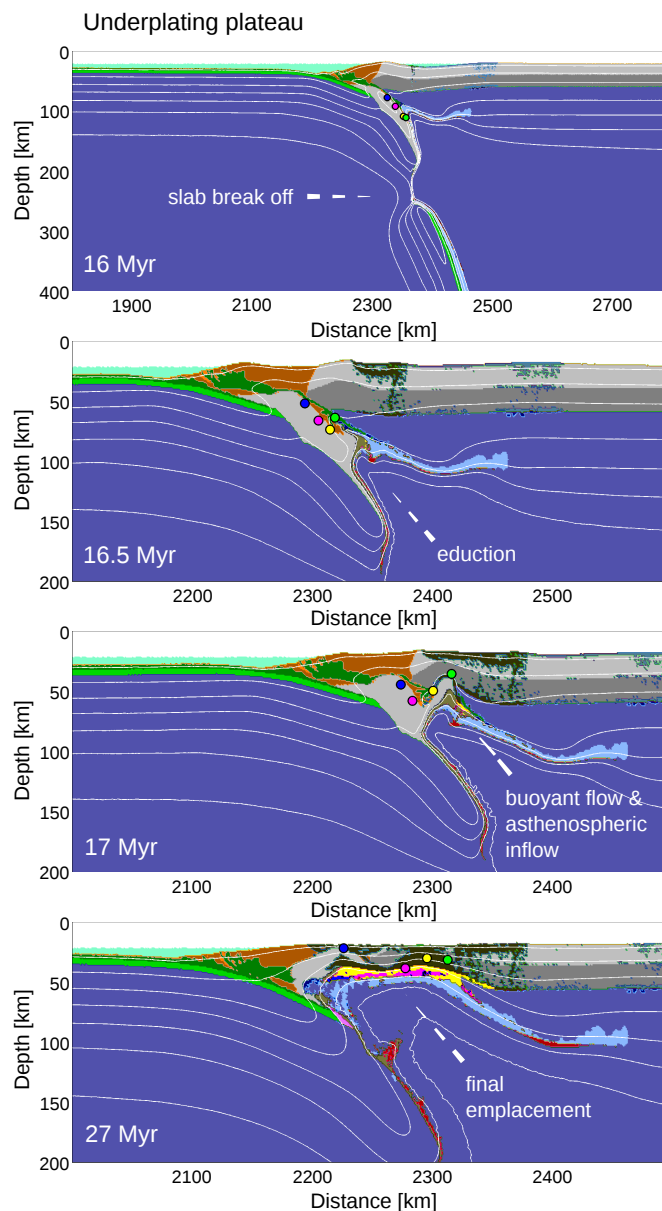 Underplating plateau
0
100
200
300
400
Depth [km]
slab break off
16 Myr
1900 2100 2300 2500 2700
Distance [km]
0
50
100
150
200
Depth [km]
eduction
16.5 Myr
2200 2300 2400 2500
Distance [km]
0
50
100
150
200
Depth [km]
buoyant flow &
asthenospheric
inflow
17 Myr
2100 2200 2300 2400
Distance [km]
0
50
100
150
200
Depth [km]
final
emplacement
27 Myr
2100 2200 2300 2400
Distance [km]